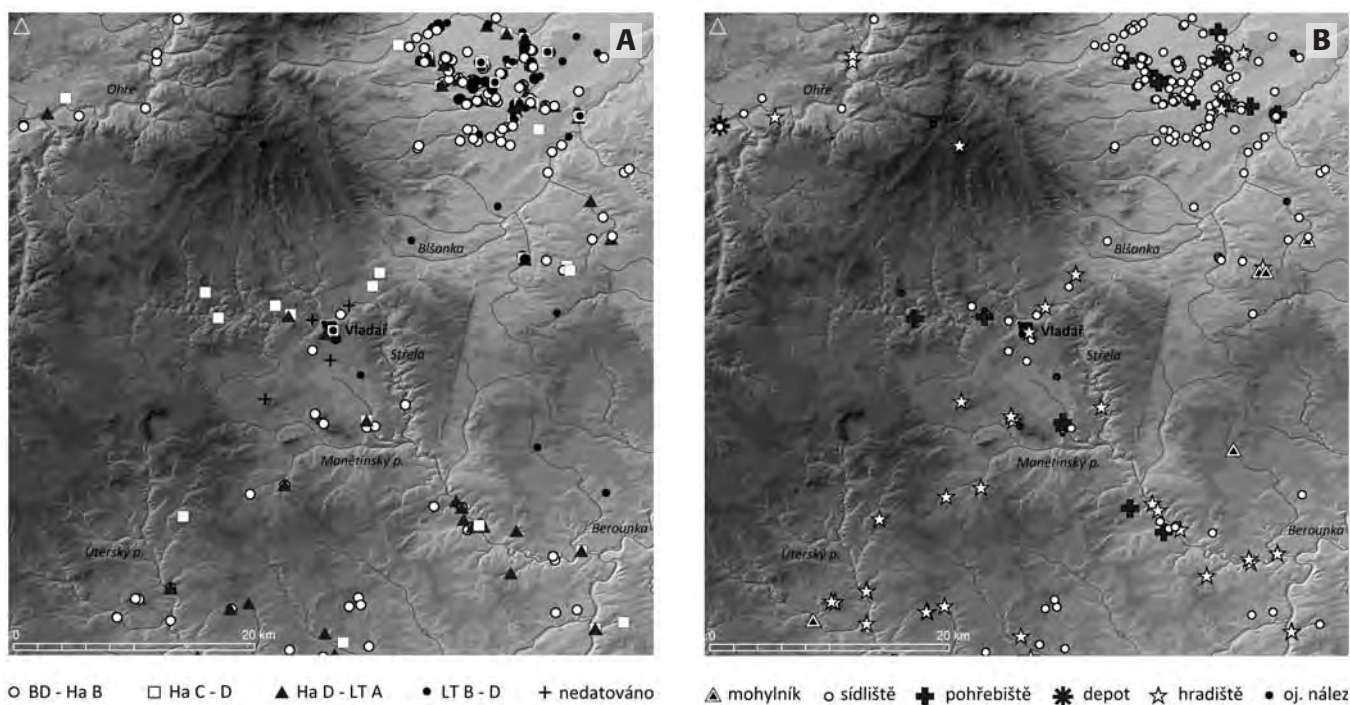 A
Ohře
Blšanka
Vladař
Střela
Manětínský p.
Úterský p.
Berounka
0
20 km
BD - Ha B
Ha C - D
Ha D - LT A
LT B - D
nedatováno
B
Ohře
Blšanka
Vladař
Střela
Manětínský p.
Úterský p.
Berounka
0
20 km
mohylník
sídliště
pohřebiště
depot
hradiště
oj. nález